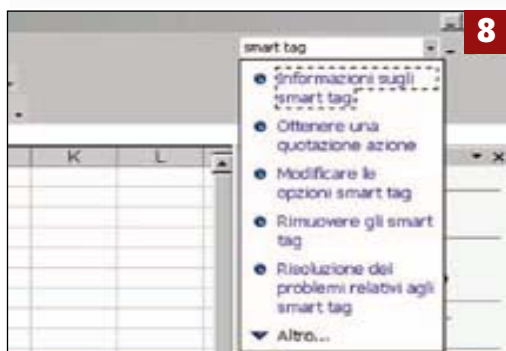 8
smart tag
Informazioni sugli
smart tag
Ottenere una
quotazione azione
Modificare le
opzioni smart tag
Rimuovere gli smart
tag
Risoluzione dei
problemi relativi agli
smart tag
Altro...
K L